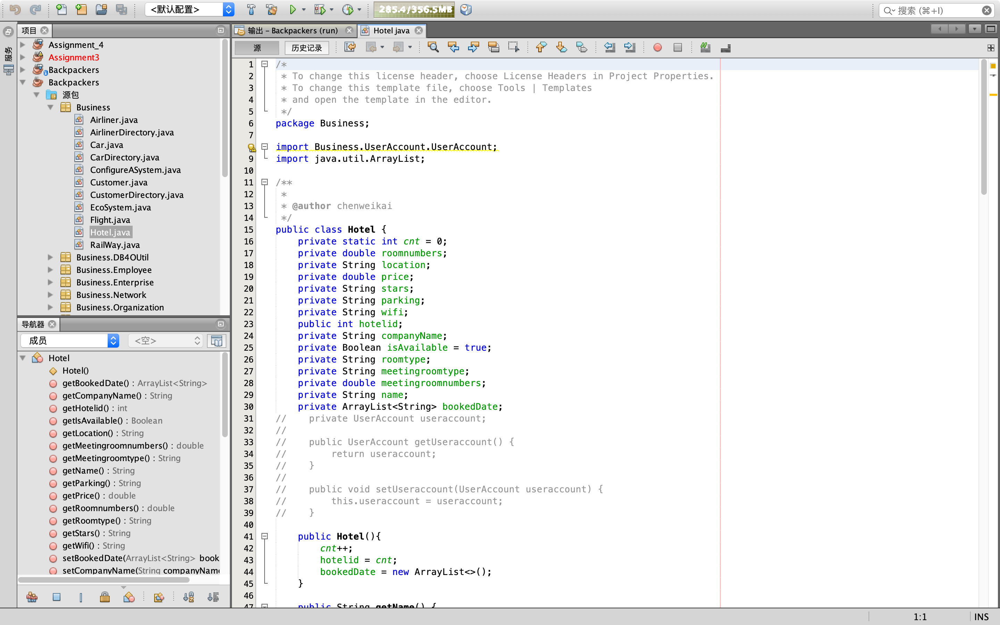 <默认配置>
285.4/356.5MB
搜索 (⌘+I)
服务
项目
Assignment_4
Assignment3
Backpackers
Backpackers
源包
Business
Airliner.java
AirlinerDirectory.java
Car.java
CarDirectory.java
ConfigureASystem.java
Customer.java
CustomerDirectory.java
EcoSystem.java
Flight.java
Hotel.java
RailWay.java
Business.DB4OUtil
Business.Employee
Business.Enterprise
Business.Network
Business.Organization
导航器
成员
<空>
Hotel
Hotel()
getBookedDate() : ArrayList<String>
getCompanyName() : String
getHotelid() : int
getIsAvailable() : Boolean
getLocation() : String
getMeetingroomnumbers() : double
getMeetingroomtype() : String
getName() : String
getParking() : String
getPrice() : double
getRoomnumbers() : double
getRoomtype() : String
getStars() : String
getWifi() : String
setBookedDate(ArrayList<String> book
setCompanyName(String companyName
输出 – Backpackers (run)
Hotel.java
源
历史记录
1 /*
2  * To change this license header, choose License Headers in Project Properties.
3  * To change this template file, choose Tools | Templates
4  * and open the template in the editor.
5  */
6 package Business;
7
import Business.UserAccount.UserAccount;
9 import java.util.ArrayList;
10
11 /**
12  *
13  * @author chenweikai
14  */
15 public class Hotel {
16     private static int cnt = 0;
17     private double roomnumbers;
18     private String location;
19     private double price;
20     private String stars;
21     private String parking;
22     private String wifi;
23     public int hotelid;
24     private String companyName;
25     private Boolean isAvailable = true;
26     private String roomtype;
27     private String meetingroomtype;
28     private double meetingroomnumbers;
29     private String name;
30     private ArrayList<String> bookedDate;
31 //    private UserAccount useraccount;
32 //
33 //    public UserAccount getUseraccount() {
34 //        return useraccount;
35 //    }
36 //
37 //    public void setUseraccount(UserAccount useraccount) {
38 //        this.useraccount = useraccount;
39 //    }
40
41     public Hotel(){
42         cnt++;
43         hotelid = cnt;
44         bookedDate = new ArrayList<>();
45     }
46
47     public String getName() {
1:1
INS